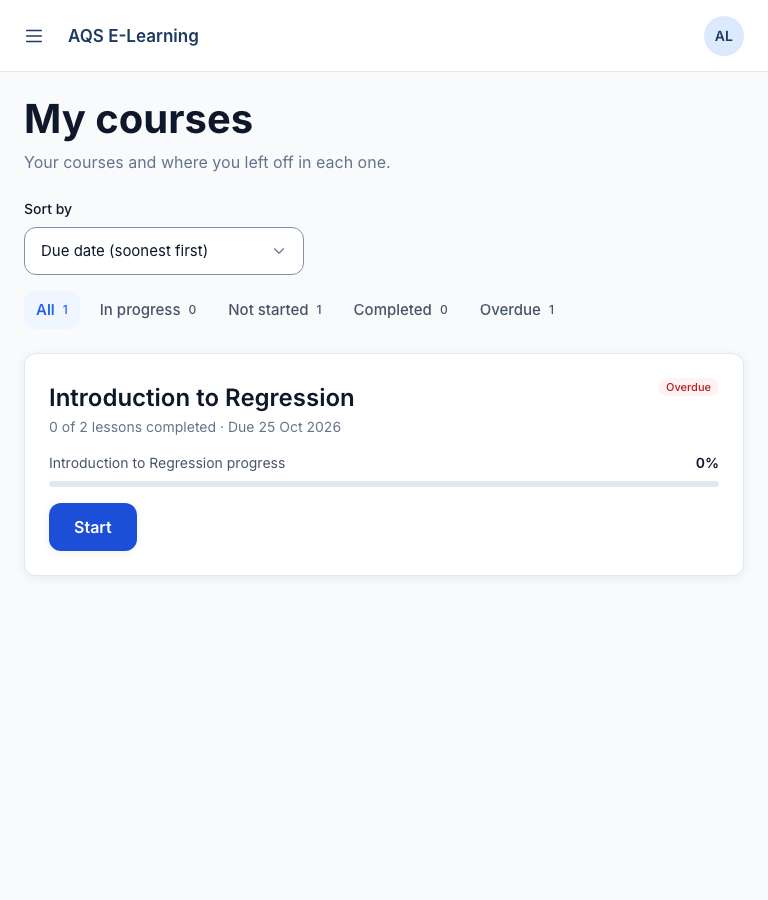 AQS E-Learning
AL
My courses
Your courses and where you left off in each one.
Sort by
Due date (soonest first)
All 1 In progress 0 Not started 1 Completed 0 Overdue 1
Introduction to Regression
Overdue
0 of 2 lessons completed · Due 25 Oct 2026
Introduction to Regression progress 0%
Start